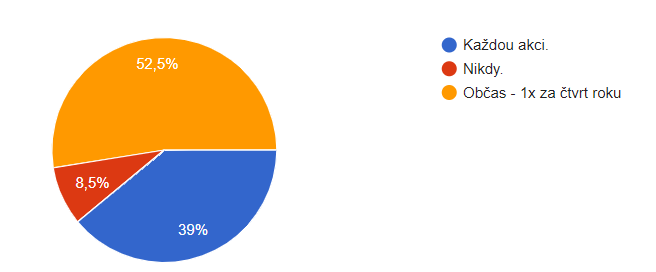 52,5%
8,5%
39%
Každou akci.
Nikdy.
Občas - 1x za čtvrt roku